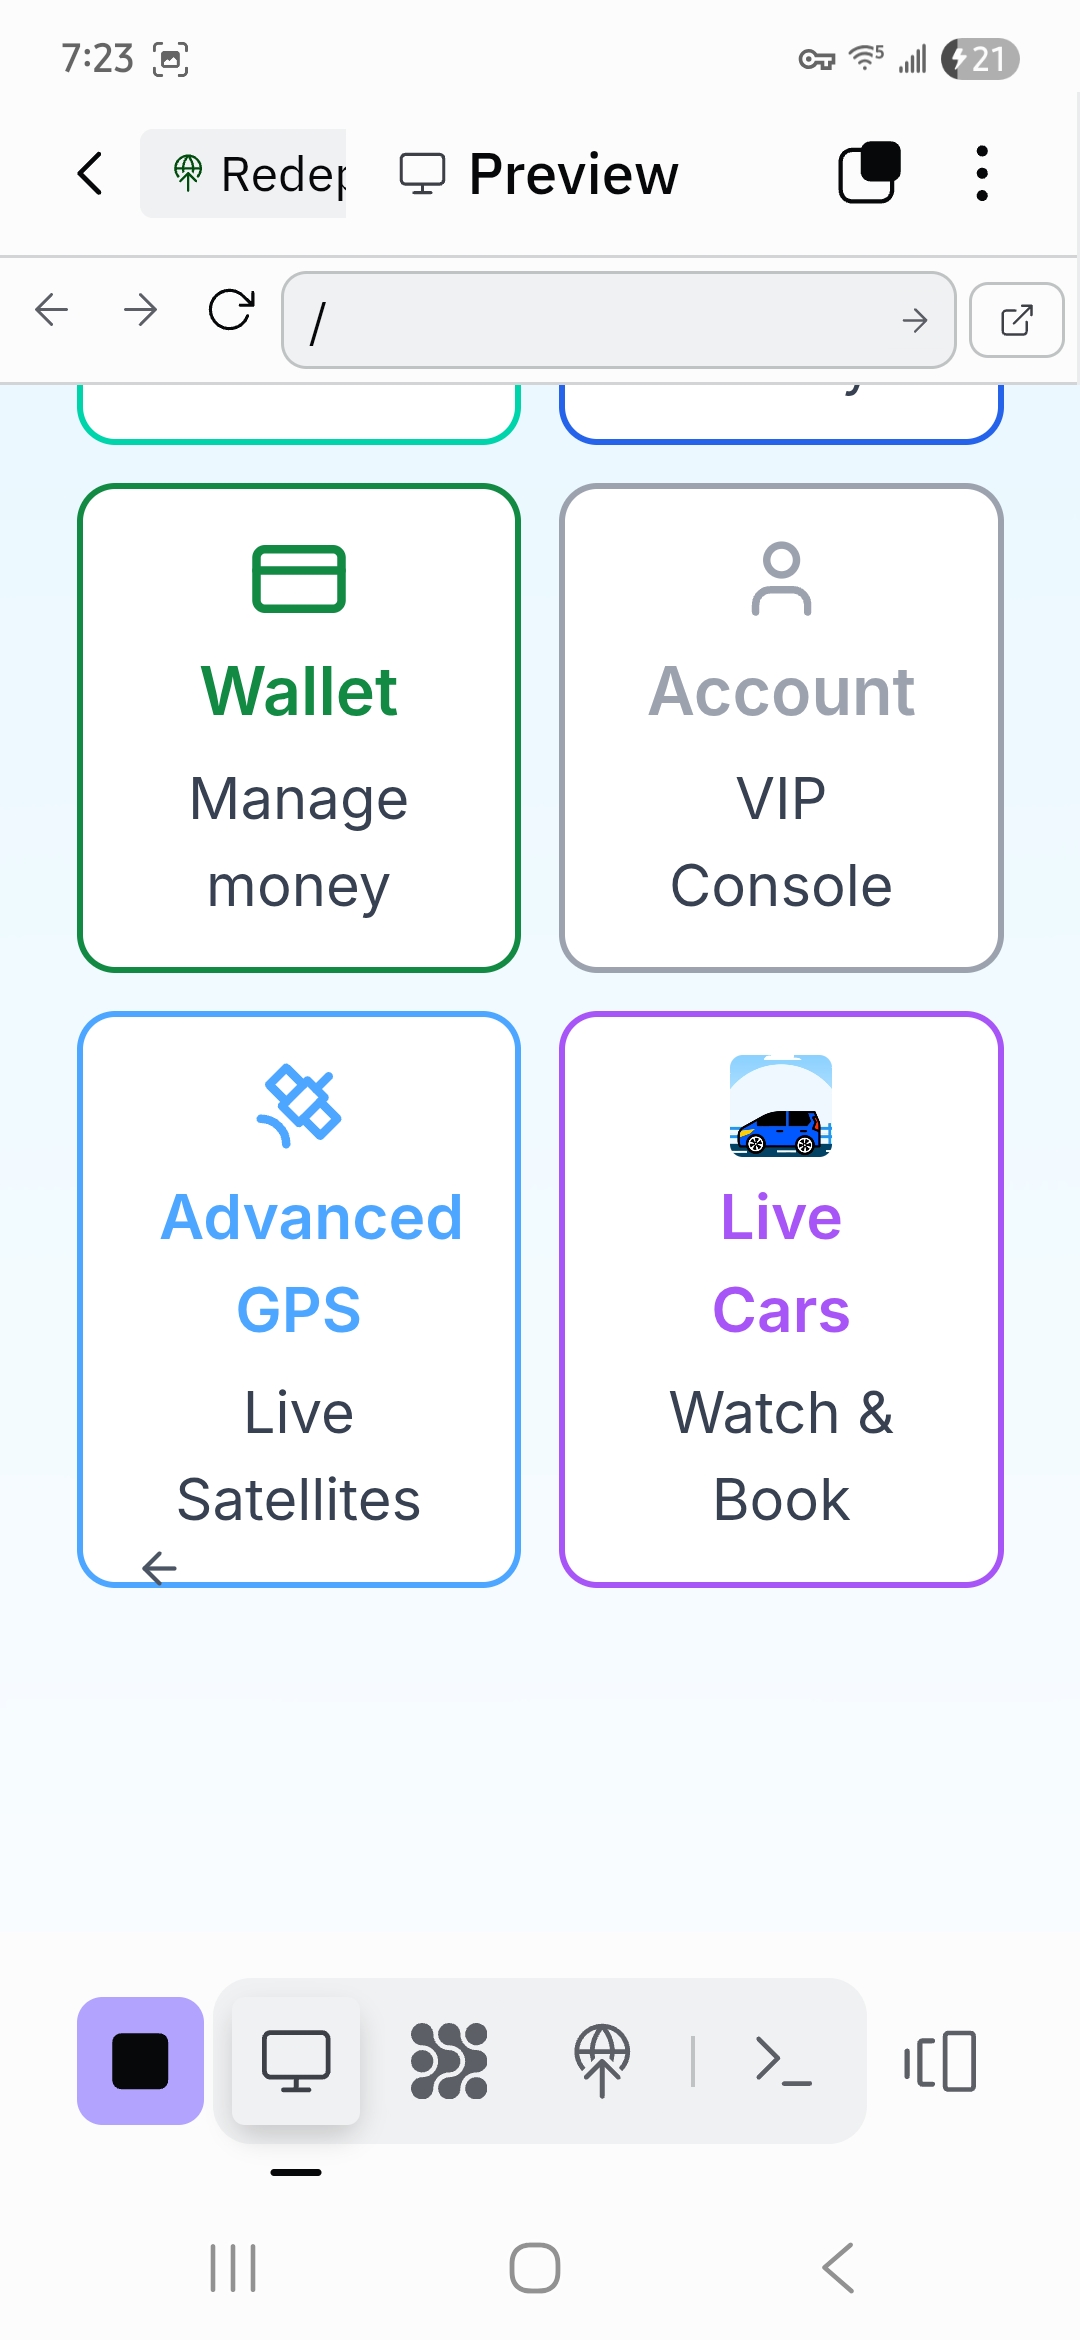 7:23
5
21
Redep
Preview
/
Wallet
Manage
money
Account
VIP
Console
Advanced
GPS
Live
Satellites
Live
Cars
Watch &
Book